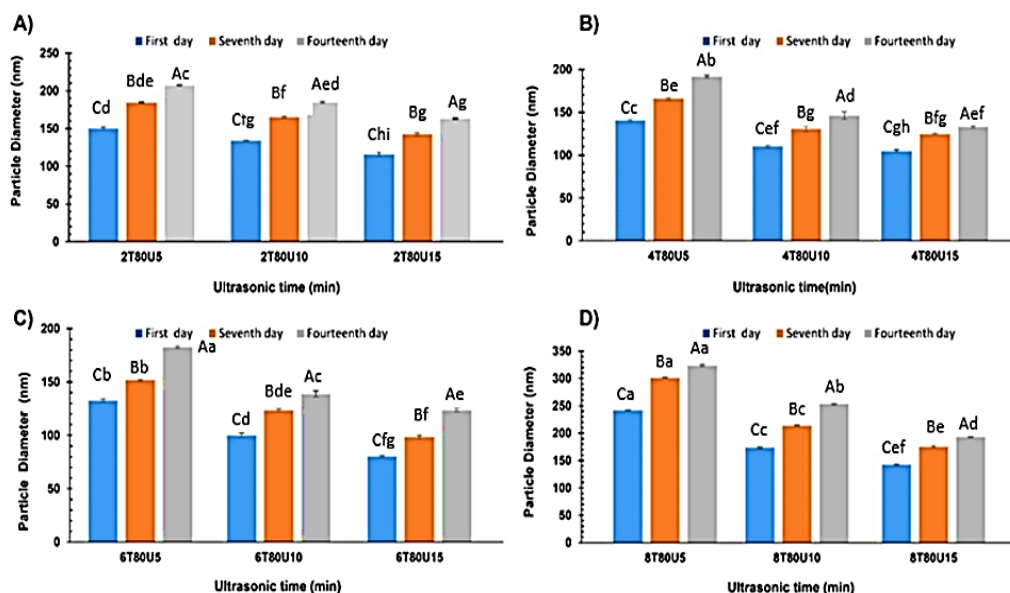 A)
First day Seventh day Fourteenth day
Particle Diameter (nm)
250
200
150
100
50
0
Cd Bde Ac
Ctg Bf Aed
Chi Bg Ag
2T80U5 2T80U10 2T80U15
Ultrasonic time (min)
B)
First day Seventh day Fourteenth day
Particle Diameter (nm)
200
150
100
50
0
Cc Be Ab
Cef Bg Ad
Cgh Bfg Aef
4T80U5 4T80U10 4T80U15
Ultrasonic time(min)
C)
First day Seventh day Fourteenth day
Particle Diameter (nm)
200
150
100
50
0
Cb Bb Aa
Cd Bde Ac
Cfg Bf Ae
6T80U5 6T80U10 6T80U15
Ultrasonic time (min)
D)
First day Seventh day Fourteenth day
Particle Diameter (nm)
350
300
250
200
150
100
50
0
Ca Ba Aa
Cc Bc Ab
Cef Be Ad
8T80U5 8T80U10 8T80U15
Ultrasonic time (min)